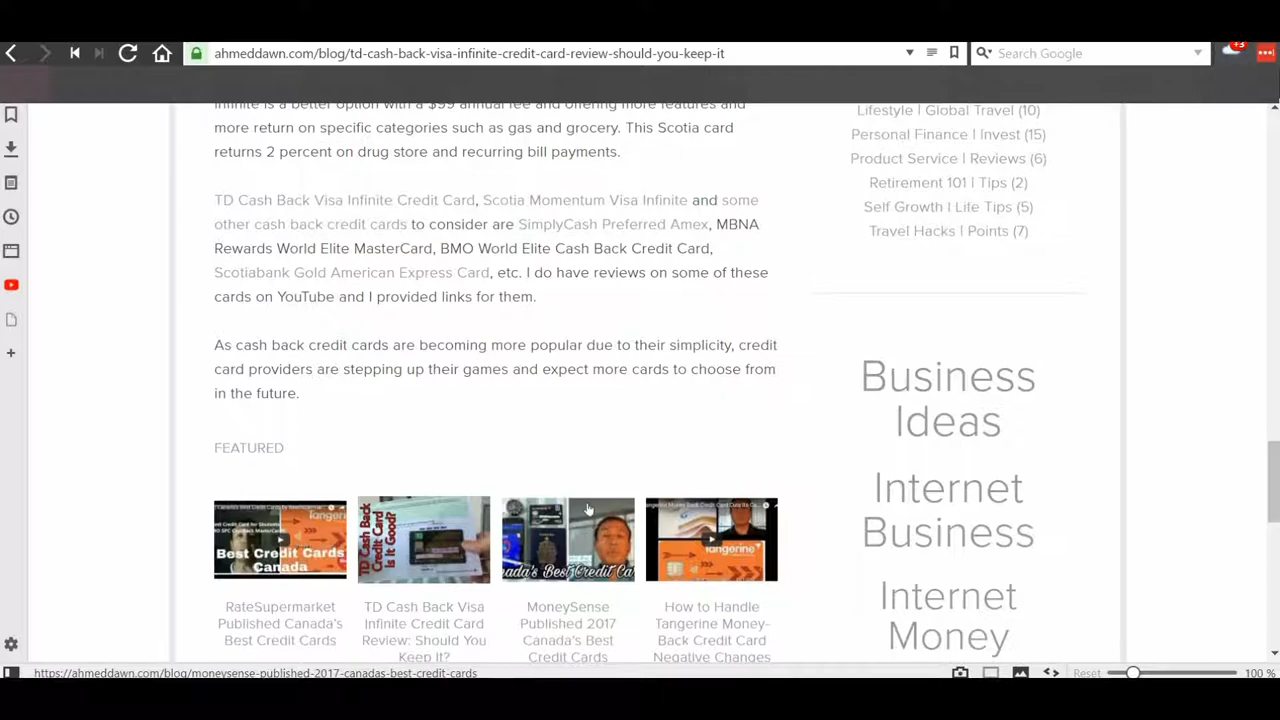 +3
ahmeddawn.com/blog/td-cash-back-visa-infinite-credit-card-review-should-you-keep-it
Search Google
Infinite is a better option with a $99 annual fee and offering more features and
more return on specific categories such as gas and grocery. This Scotia card
returns 2 percent on drug store and recurring bill payments.
TD Cash Back Visa Infinite Credit Card, Scotia Momentum Visa Infinite and some
other cash back credit cards to consider are SimplyCash Preferred Amex, MBNA
Rewards World Elite MasterCard, BMO World Elite Cash Back Credit Card,
Scotiabank Gold American Express Card, etc. I do have reviews on some of these
cards on YouTube and I provided links for them.
As cash back credit cards are becoming more popular due to their simplicity, credit
card providers are stepping up their games and expect more cards to choose from
in the future.
FEATURED
Tangerine
Best Credit Cards
Canada
TD Cash Back
Credit Card
Is It Good?
nada's Best Credit Car
Tangerine
RateSupermarket
Published Canada's
Best Credit Cards
TD Cash Back Visa
Infinite Credit Card
Review: Should You
Keep It?
MoneySense
Published 2017
Canada's Best
Credit Cards
How to Handle
Tangerine Money-
Back Credit Card
Negative Changes
Lifestyle | Global Travel (10)
Personal Finance | Invest (15)
Product Service | Reviews (6)
Retirement 101 | Tips (2)
Self Growth | Life Tips (5)
Travel Hacks | Points (7)
Business
Ideas
Internet
Business
Internet
Money
https://ahmeddawn.com/blog/moneysense-published-2017-canadas-best-credit-cards
Reset
100 %